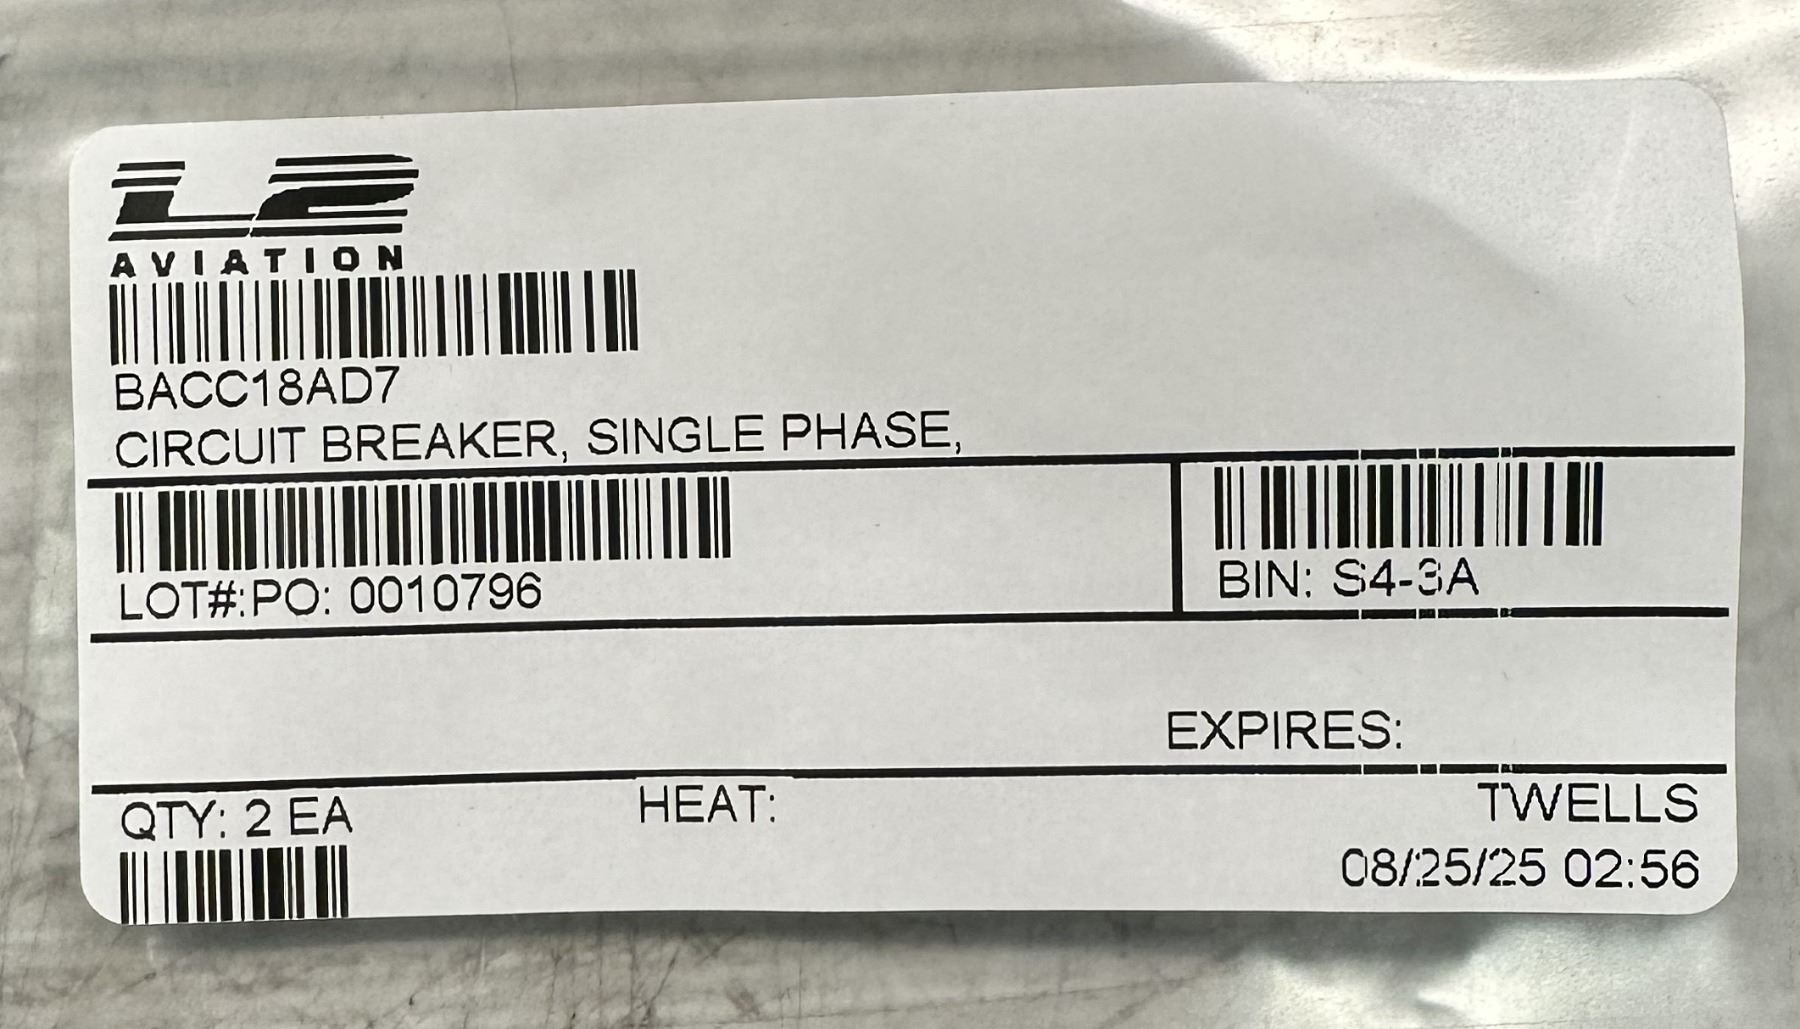 L2
AVIATION
BACC18AD7
CIRCUIT BREAKER, SINGLE PHASE,
LOT#:PO: 0010796
BIN: S4-3A
EXPIRES:
QTY: 2 EA
HEAT:
TWELLS
08/25/25 02:56